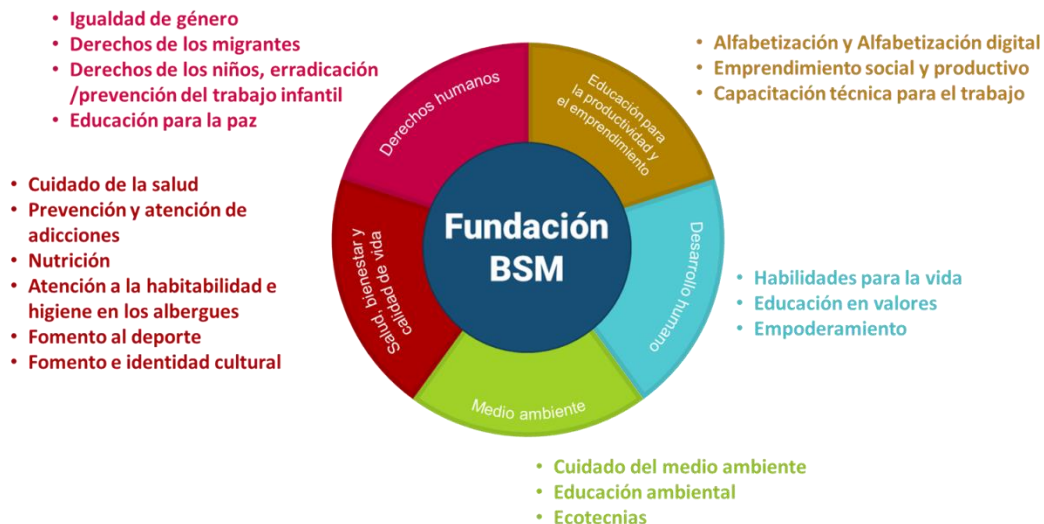 • Igualdad de género
• Derechos de los migrantes
• Derechos de los niños, erradicación
/prevención del trabajo infantil
• Educación para la paz
• Alfabetización y Alfabetización digital
• Emprendimiento social y productivo
• Capacitación técnica para el trabajo
Derechos humanos
Educación para
la productividad y
el emprendimiento
• Cuidado de la salud
• Prevención y atención de
adicciones
• Nutrición
• Atención a la habitabilidad e
higiene en los albergues
• Fomento al deporte
• Fomento e identidad cultural
Salud, bienestar y
calidad de vida
Fundación
BSM
Desarrollo humano
• Habilidades para la vida
• Educación en valores
• Empoderamiento
Medio ambiente
• Cuidado del medio ambiente
• Educación ambiental
• Ecotecnias